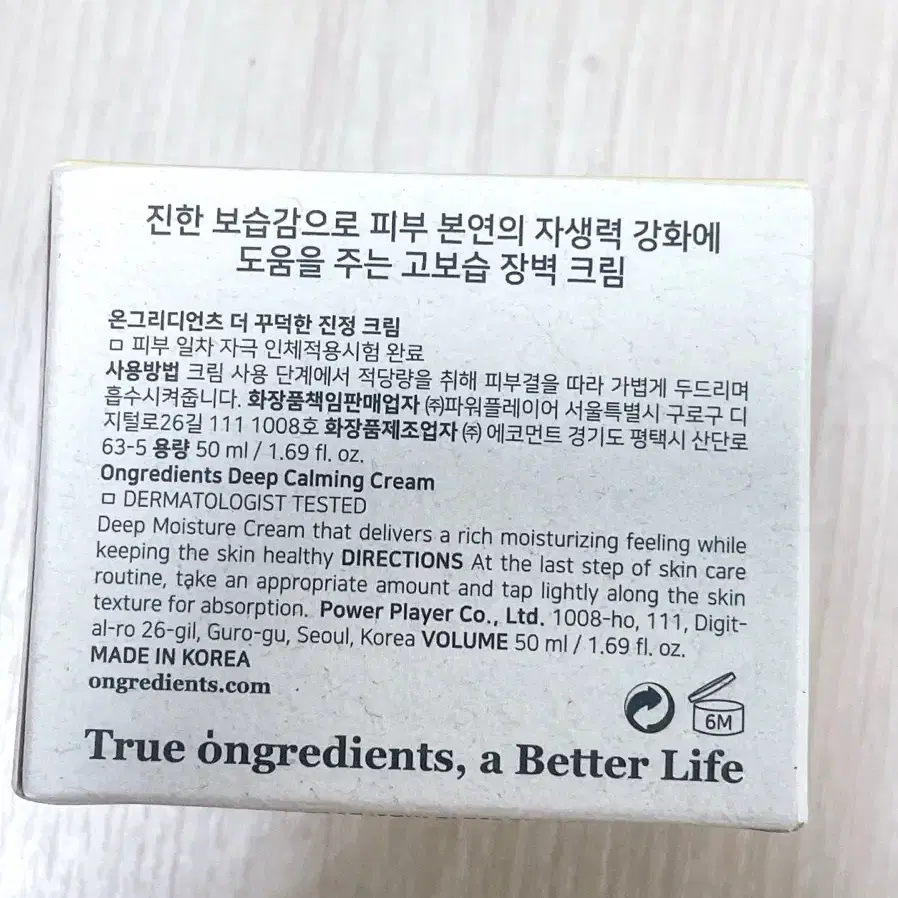 진한 보습감으로 피부 본연의 자생력 강화에
도움을 주는 고보습 장벽 크림
온그리디언츠 더 꾸덕한 진정 크림
□ 피부 일차 자극 인체적용시험 완료
사용방법 크림 사용 단계에서 적당량을 취해 피부결을 따라 가볍게 두드리며
흡수시켜줍니다. 화장품책임판매업자 ㈜파워플레이어 서울특별시 구로구 디
지털로26길 111 1008호 화장품제조업자 ㈜ 에코먼트 경기도 평택시 산단로
63-5 용량 50 ml / 1.69 fl. oz.
Ongredients Deep Calming Cream
□ DERMATOLOGIST TESTED
Deep Moisture Cream that delivers a rich moisturizing feeling while
keeping the skin healthy DIRECTIONS At the last step of skin care
routine, take an appropriate amount and tap lightly along the skin
texture for absorption. Power Player Co., Ltd. 1008-ho, 111, Digit-
al-ro 26-gil, Guro-gu, Seoul, Korea VOLUME 50 ml / 1.69 fl. oz.
MADE IN KOREA
ongredients.com
6M
True ongredients, a Better Life